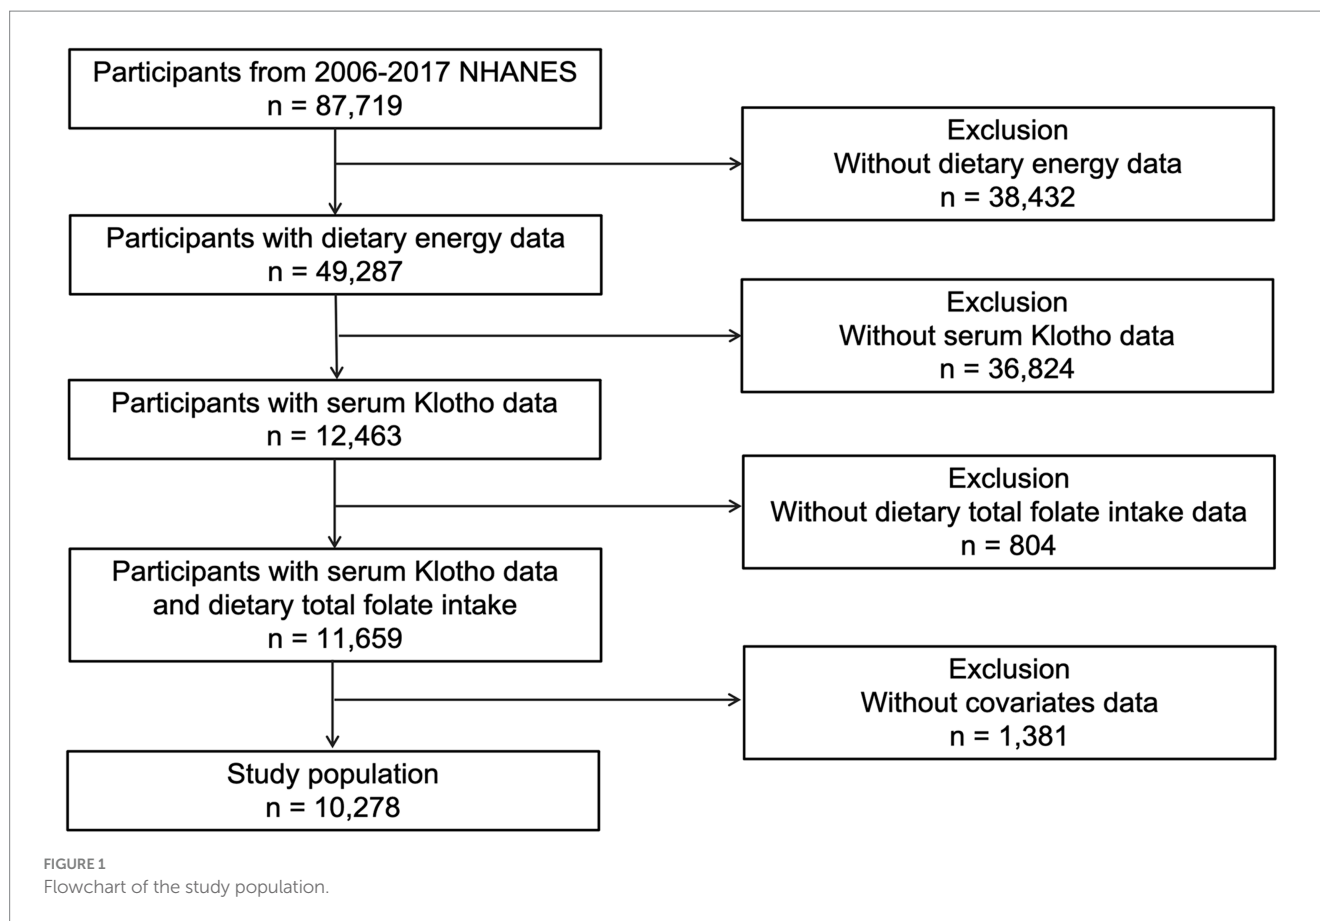 Participants from 2006-2017 NHANES
n = 87,719
Exclusion
Without dietary energy data
n = 38,432
Participants with dietary energy data
n = 49,287
Exclusion
Without serum Klotho data
n = 36,824
Participants with serum Klotho data
n = 12,463
Exclusion
Without dietary total folate intake data
n = 804
Participants with serum Klotho data
and dietary total folate intake
n = 11,659
Exclusion
Without covariates data
n = 1,381
Study population
n = 10,278
FIGURE 1
Flowchart of the study population.